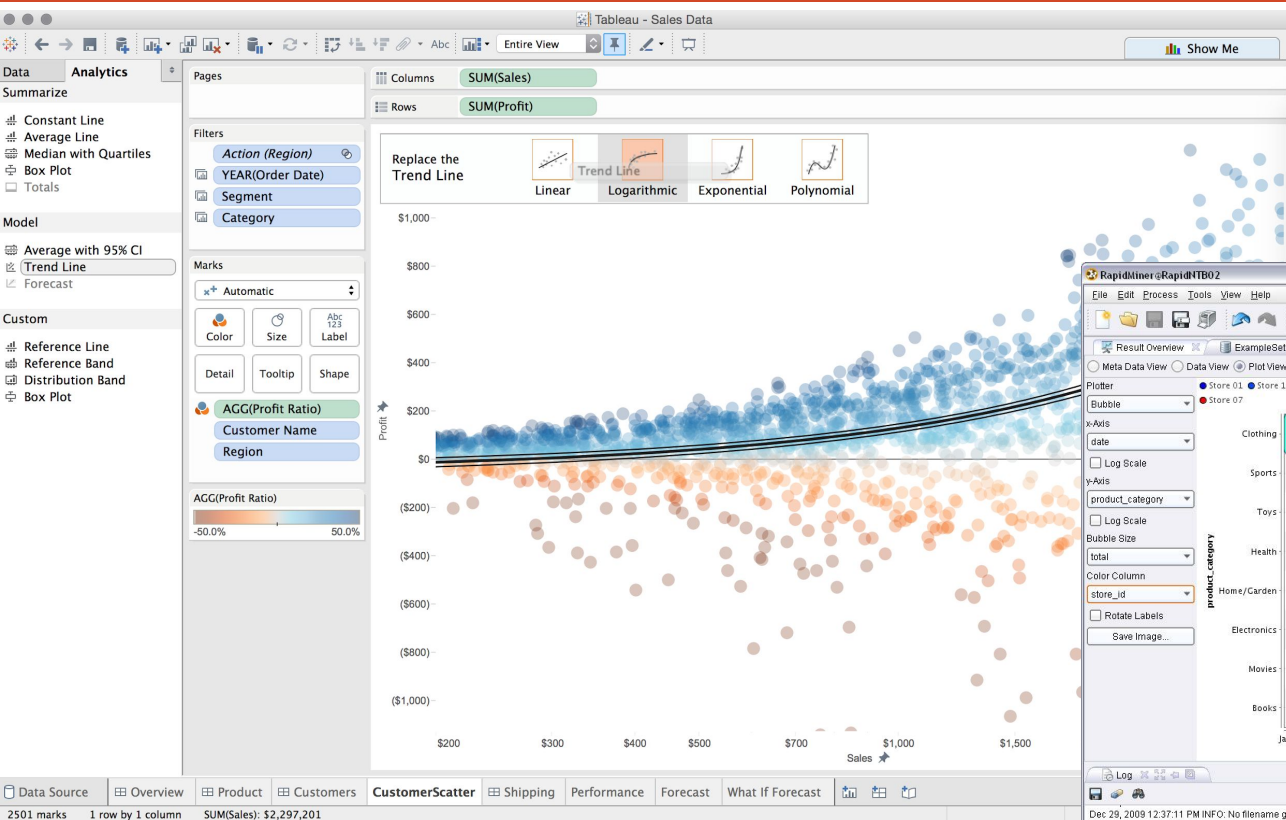 Tableau - Sales Data
Abc
Entire View
Show Me
Data
Analytics
Summarize
Constant Line
Average Line
Median with Quartiles
Box Plot
Totals
Model
Average with 95% CI
Trend Line
Forecast
Custom
Reference Line
Reference Band
Distribution Band
Box Plot
Pages
Filters
Action (Region)
YEAR(Order Date)
Segment
Category
Marks
Automatic
Color
Size
Abc
123
Label
Detail
Tooltip
Shape
AGG(Profit Ratio)
Customer Name
Region
AGG(Profit Ratio)
-50.0%
50.0%
Columns
SUM(Sales)
Rows
SUM(Profit)
Replace the
Trend Line
Trend Line
Linear
Logarithmic
Exponential
Polynomial
$1,000
$800
$600
$400
$200
$0
($200)
($400)
($600)
($800)
($1,000)
Profit
$200
$300
$400
$500
$700
$1,000
$1,500
Sales
RapidMiner@RapidNTB02
File Edit Process Tools View Help
Result Overview
ExampleSet
Meta Data View
Data View
Plot View
Plotter
Bubble
x-Axis
date
Log Scale
y-Axis
product_category
Log Scale
Bubble Size
total
Color Column
store_id
Rotate Labels
Save Image...
Store 01
Store 1
Store 07
product_category
Clothing
Sports
Toys
Health
Home/Garden
Electronics
Movies
Books
Ja
Log
Dec 29, 2009 12:37:11 PM INFO: No filename g
Data Source
Overview
Product
Customers
CustomerScatter
Shipping
Performance
Forecast
What If Forecast
2501 marks
1 row by 1 column
SUM(Sales): $2,297,201